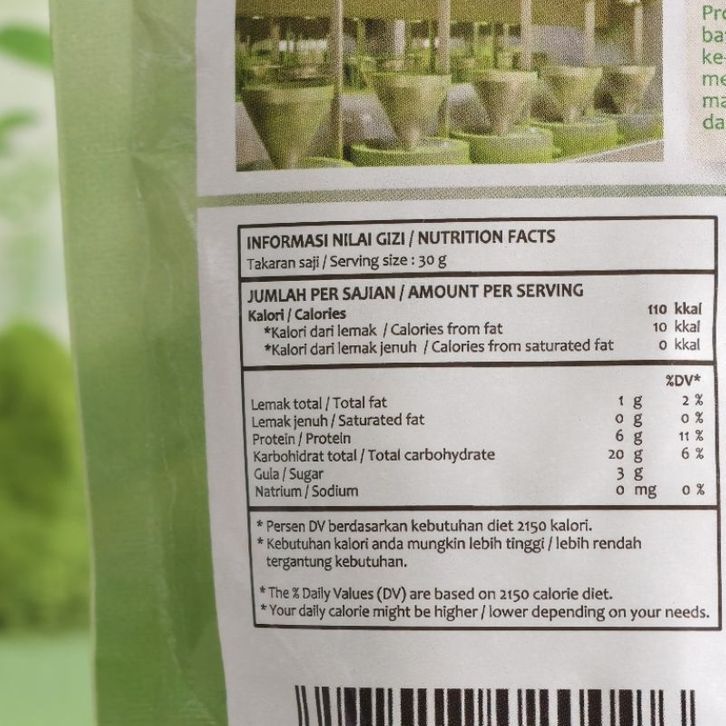 INFORMASI NILAI GIZI / NUTRITION FACTS
Takaran saji / Serving size : 30 g
JUMLAH PER SAJIAN / AMOUNT PER SERVING
Kalori / Calories 110 kkal
*Kalori dari lemak / Calories from fat 10 kkal
*Kalori dari lemak jenuh / Calories from saturated fat 0 kkal
%DV*
Lemak total / Total fat 1 g 2 %
Lemak jenuh / Saturated fat 0 g 0 %
Protein / Protein 6 g 11 %
Karbohidrat total / Total carbohydrate 20 g 6 %
Gula / Sugar 3 g
Natrium / Sodium 0 mg 0 %
* Persen DV berdasarkan kebutuhan diet 2150 kalori.
* Kebutuhan kalori anda mungkin lebih tinggi / lebih rendah
tergantung kebutuhan.
* The % Daily Values (DV) are based on 2150 calorie diet.
* Your daily calorie might be higher / lower depending on your needs.